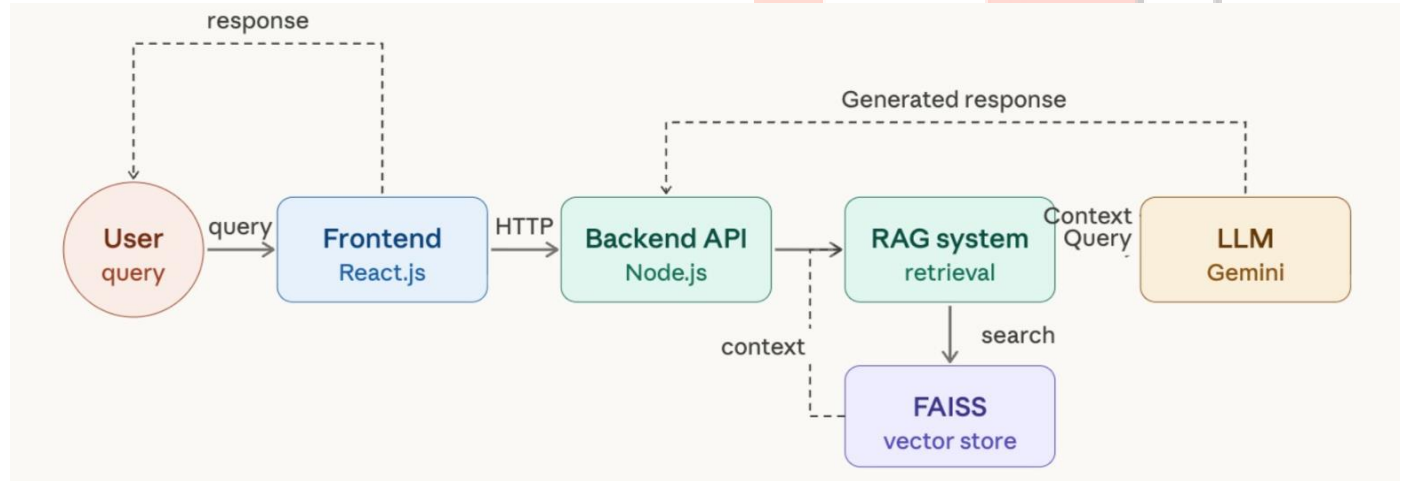 response
Generated response
User
query
query
Frontend
React.js
HTTP
Backend API
Node.js
RAG system
retrieval
Context
Query
LLM
Gemini
context
search
FAISS
vector store